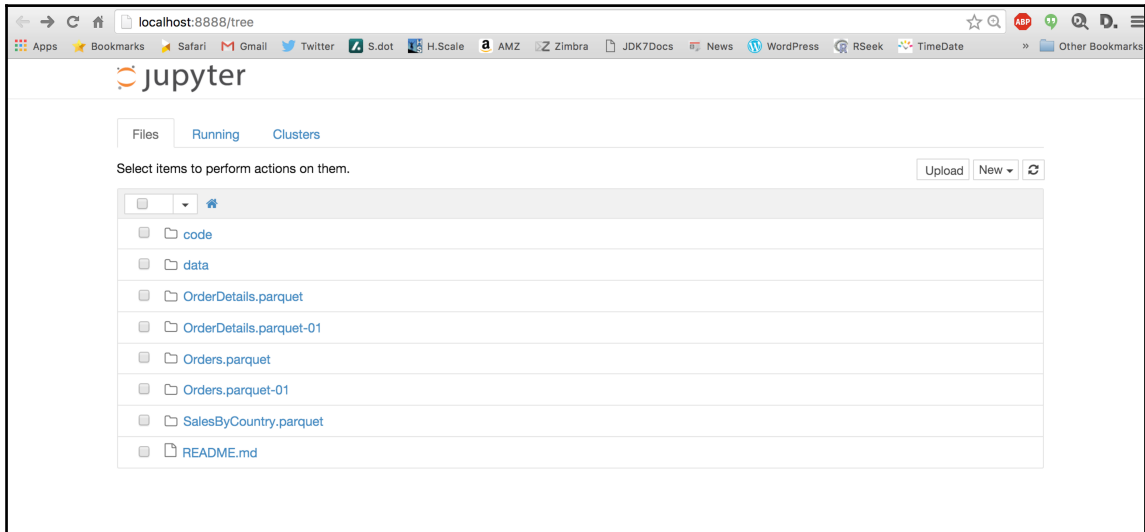 localhost:8888/tree
ABP
D.
Apps Bookmarks Safari Gmail Twitter S.dot H.Scale a AMZ Z Zimbra JDK7Docs News WordPress RSeek TimeDate » Other Bookmarks
jupyter
Files Running Clusters
Select items to perform actions on them.
Upload New
code
data
OrderDetails.parquet
OrderDetails.parquet-01
Orders.parquet
Orders.parquet-01
SalesByCountry.parquet
README.md